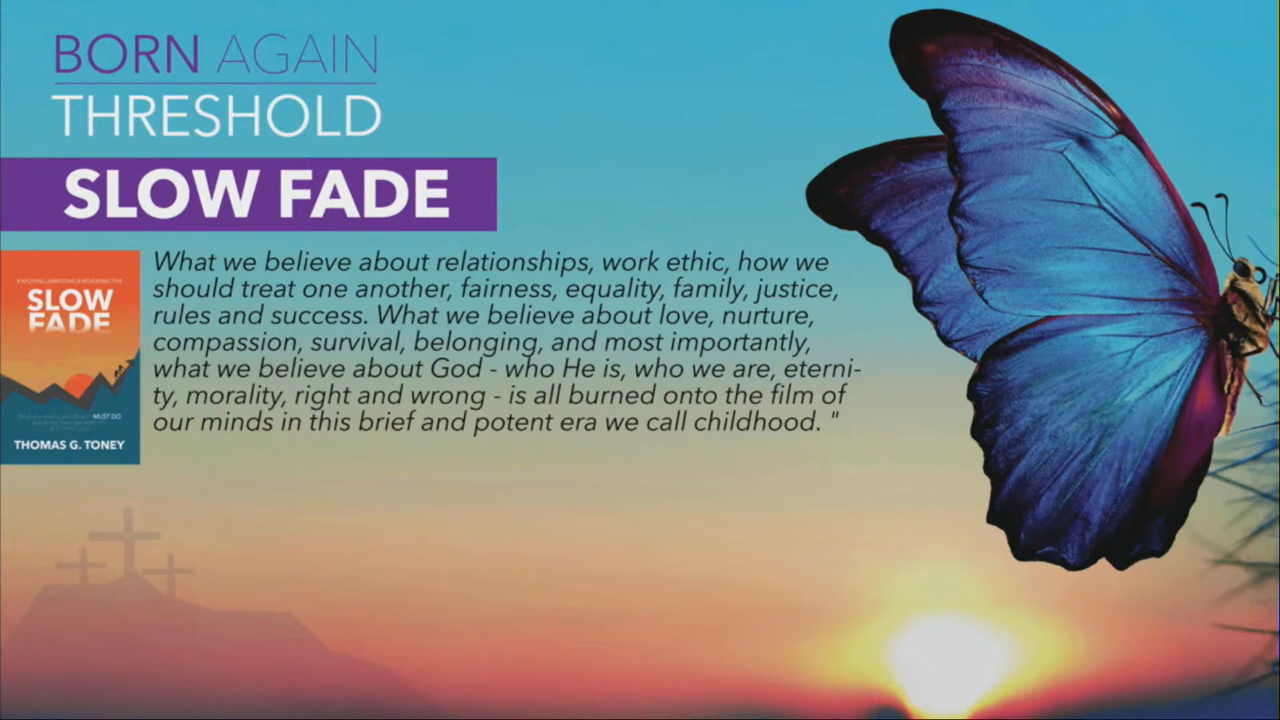 BORN AGAIN
THRESHOLD
SLOW FADE
What we believe about relationships, work ethic, how we
should treat one another, fairness, equality, family, justice,
rules and success. What we believe about love, nurture,
compassion, survival, belonging, and most importantly,
what we believe about God - who He is, who we are, eterni-
ty, morality, right and wrong - is all burned onto the film of
our minds in this brief and potent era we call childhood. "
SLOW
FADE
MUST DO
THOMAS G. TONEY